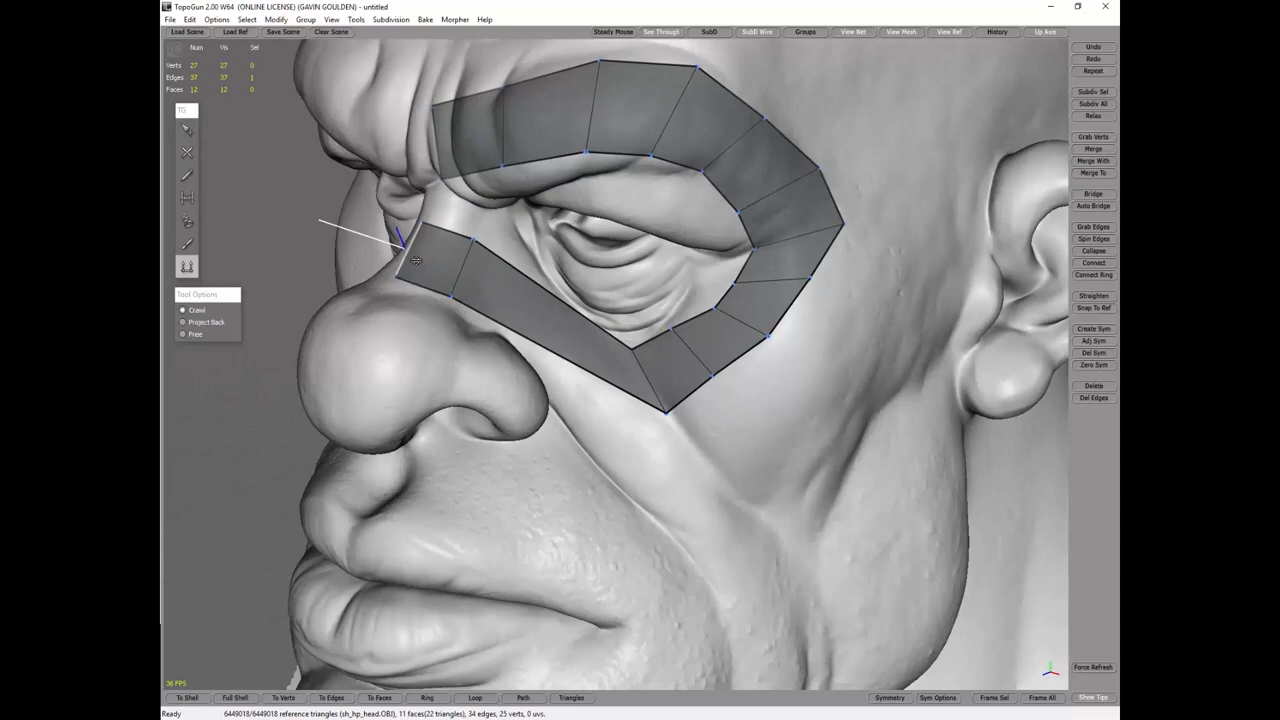 TopoGun 2.00 W64 (ONLINE LICENSE) (GAVIN GOULDEN) - untitled
File Edit Options Select Modify Group View Tools Subdivision Bake Morpher Help
Load Scene Load Ref Save Scene Clear Scene Steady Mouse See Through SubD SubD Wire Groups View Net View Mesh View Ref History Up Axis
Num Vis Sel
Verts 27 27 0
Edges 37 37 1
Faces 12 12 0
TG
Tool Options
Crawl
Project Back
Free
Undo
Redo
Repeat
Subdiv Sel
Subdiv All
Relax
Grab Verts
Merge
Merge With
Merge To
Bridge
Auto Bridge
Grab Edges
Spin Edges
Collapse
Connect
Connect Ring
Straighten
Snap To Ref
Create Sym
Adj Sym
Del Sym
Zero Sym
Delete
Del Edges
Force Refresh
36 FPS
To Shell Full Shell To Verts To Edges To Faces Ring Loop Path Triangles Symmetry Sym Options Frame Sel Frame All Show Tips
Ready 6449018/6449018 reference triangles (sh_hp_head.OBJ), 11 faces(22 triangles), 34 edges, 25 verts, 0 uvs.